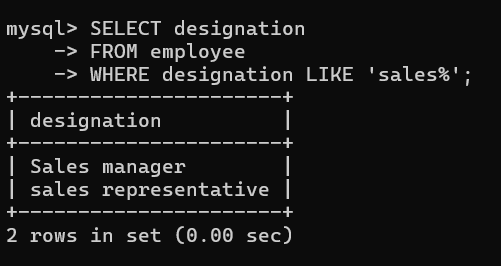 mysql> SELECT designation
    -> FROM employee
    -> WHERE designation LIKE 'sales%';
+----------------------+
| designation          |
+----------------------+
| Sales manager        |
| sales representative |
+----------------------+
2 rows in set (0.00 sec)